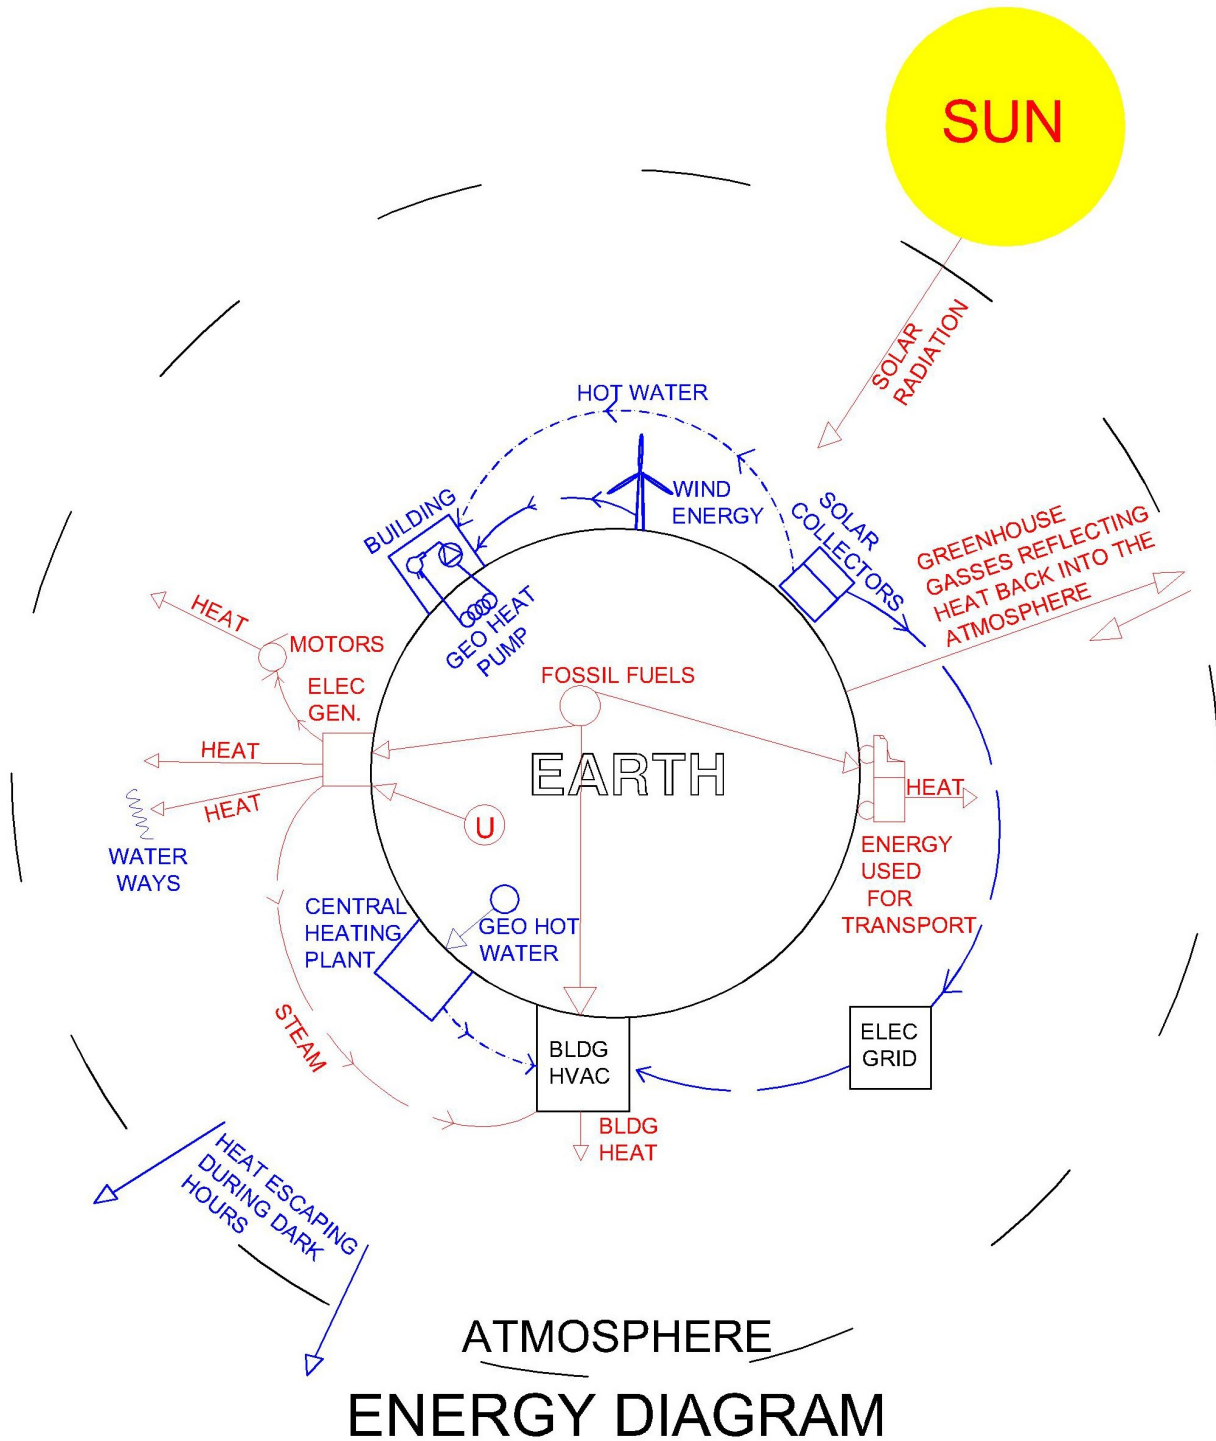 SUN
SOLAR
RADIATION
HOT WATER
WIND
ENERGY
SOLAR
COLLECTORS
BUILDING
GEO HEAT
PUMP
GREENHOUSE
GASSES REFLECTING
HEAT BACK INTO THE
ATMOSPHERE
HEAT
MOTORS
ELEC
GEN.
FOSSIL FUELS
HEAT
EARTH
HEAT
HEAT
U
WATER
WAYS
ENERGY
USED
FOR
TRANSPORT
CENTRAL
HEATING
PLANT
GEO HOT
WATER
STEAM
BLDG
HVAC
ELEC
GRID
BLDG
HEAT
HEAT ESCAPING
DURING DARK
HOURS
ATMOSPHERE
ENERGY DIAGRAM